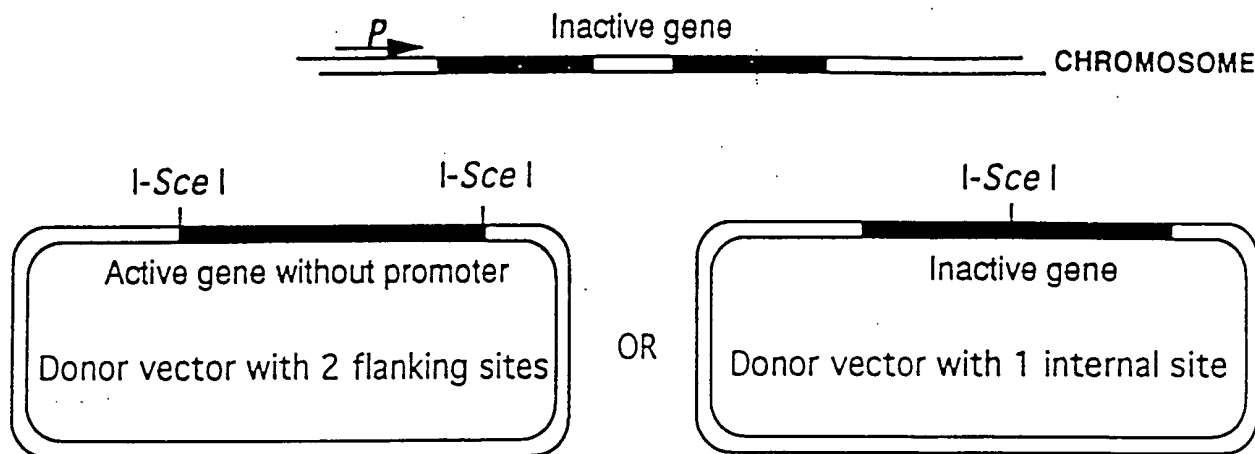 P
Inactive gene
CHROMOSOME
I-Sce I
I-Sce I
I-Sce I
Active gene without promoter
Inactive gene
Donor vector with 2 flanking sites
OR
Donor vector with 1 internal site